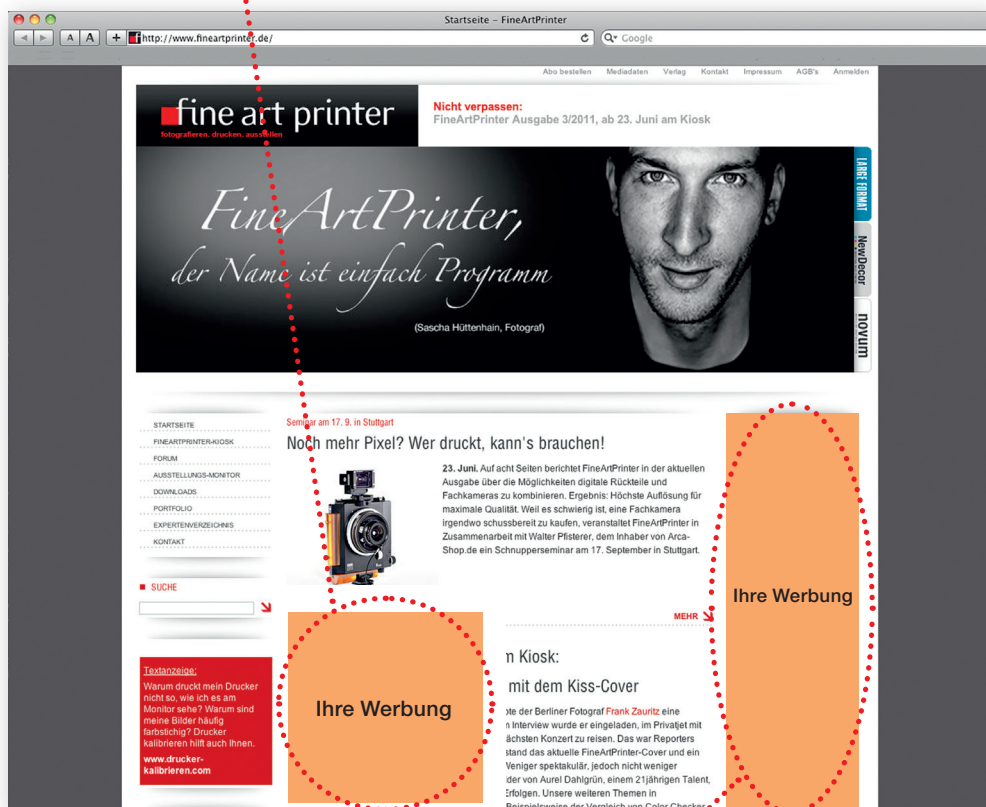 Startseite – FineArtPrinter
A A + http://www.fineartprinter.de/ Google
Abo bestellen Mediadaten Verlag Kontakt Impressum AGB's Anmelden
fine art printer
fotografieren. drucken. ausstellen
Nicht verpassen:
FineArtPrinter Ausgabe 3/2011, ab 23. Juni am Kiosk
FineArtPrinter,
der Name ist einfach Programm
(Sascha Hüttenhain, Fotograf)
LARGE FORMAT
NewDecor
novum
STARTSEITE
FINEARTPRINTER-KIOSK
FORUM
AUSSTELLUNGS-MONITOR
DOWNLOADS
PORTFOLIO
EXPERTENVERZEICHNIS
KONTAKT
SUCHE
Textanzeige:
Warum druckt mein Drucker
nicht so, wie ich es am
Monitor sehe? Warum sind
meine Bilder häufig
farbstichig? Drucker
kalibrieren hilft auch Ihnen.
www.drucker-
kalibrieren.com
Seminar am 17. 9. in Stuttgart
Noch mehr Pixel? Wer druckt, kann's brauchen!
23. Juni. Auf acht Seiten berichtet FineArtPrinter in der aktuellen
Ausgabe über die Möglichkeiten digitale Rückteile und
Fachkameras zu kombinieren. Ergebnis: Höchste Auflösung für
maximale Qualität. Weil es schwierig ist, eine Fachkamera
irgendwo schussbereit zu kaufen, veranstaltet FineArtPrinter in
Zusammenarbeit mit Walter Pfisterer, dem Inhaber von Arca-
Shop.de ein Schnupperseminar am 17. September in Stuttgart.
MEHR
Ihre Werbung
Ihre Werbung
m Kiosk:
mit dem Kiss-Cover
te der Berliner Fotograf Frank Zauritz eine
n Interview wurde er eingeladen, im Privatjet mit
ächsten Konzert zu reisen. Das war Reporters
stand das aktuelle FineArtPrinter-Cover und ein
Weniger spektakulär, jedoch nicht weniger
der von Aurel Dahlgrün, einem 21jährigen Talent,
Erfolgen. Unsere weiteren Themen in
Beispielsweise der Vergleich von Color Checker